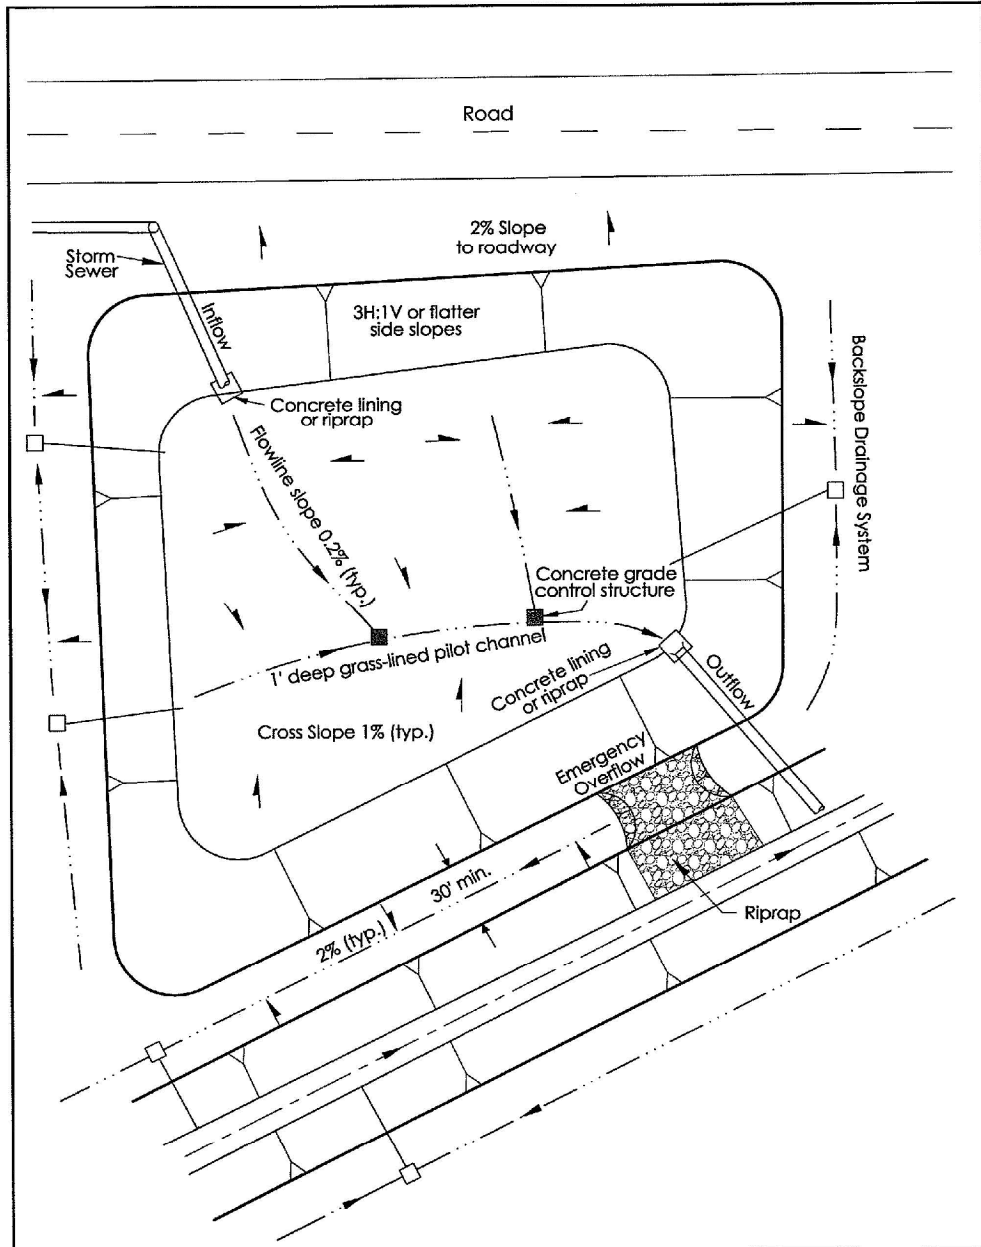 Road
2% Slope
to roadway
Storm
Sewer
Inflow
3H:1V or flatter
side slopes
Concrete lining
or riprap
Flowline slope 0.2% (typ.)
Backslope Drainage System
Concrete grade
control structure
1' deep grass-lined pilot channel
Concrete lining
or riprap
Outflow
Cross Slope 1% (typ.)
Emergency
Overflow
30' min.
2% (typ.)
Riprap